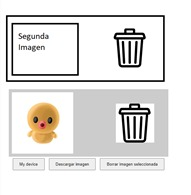 Segunda
Imagen
My device
Descargar Imagen
Borrar imagen seleccionada